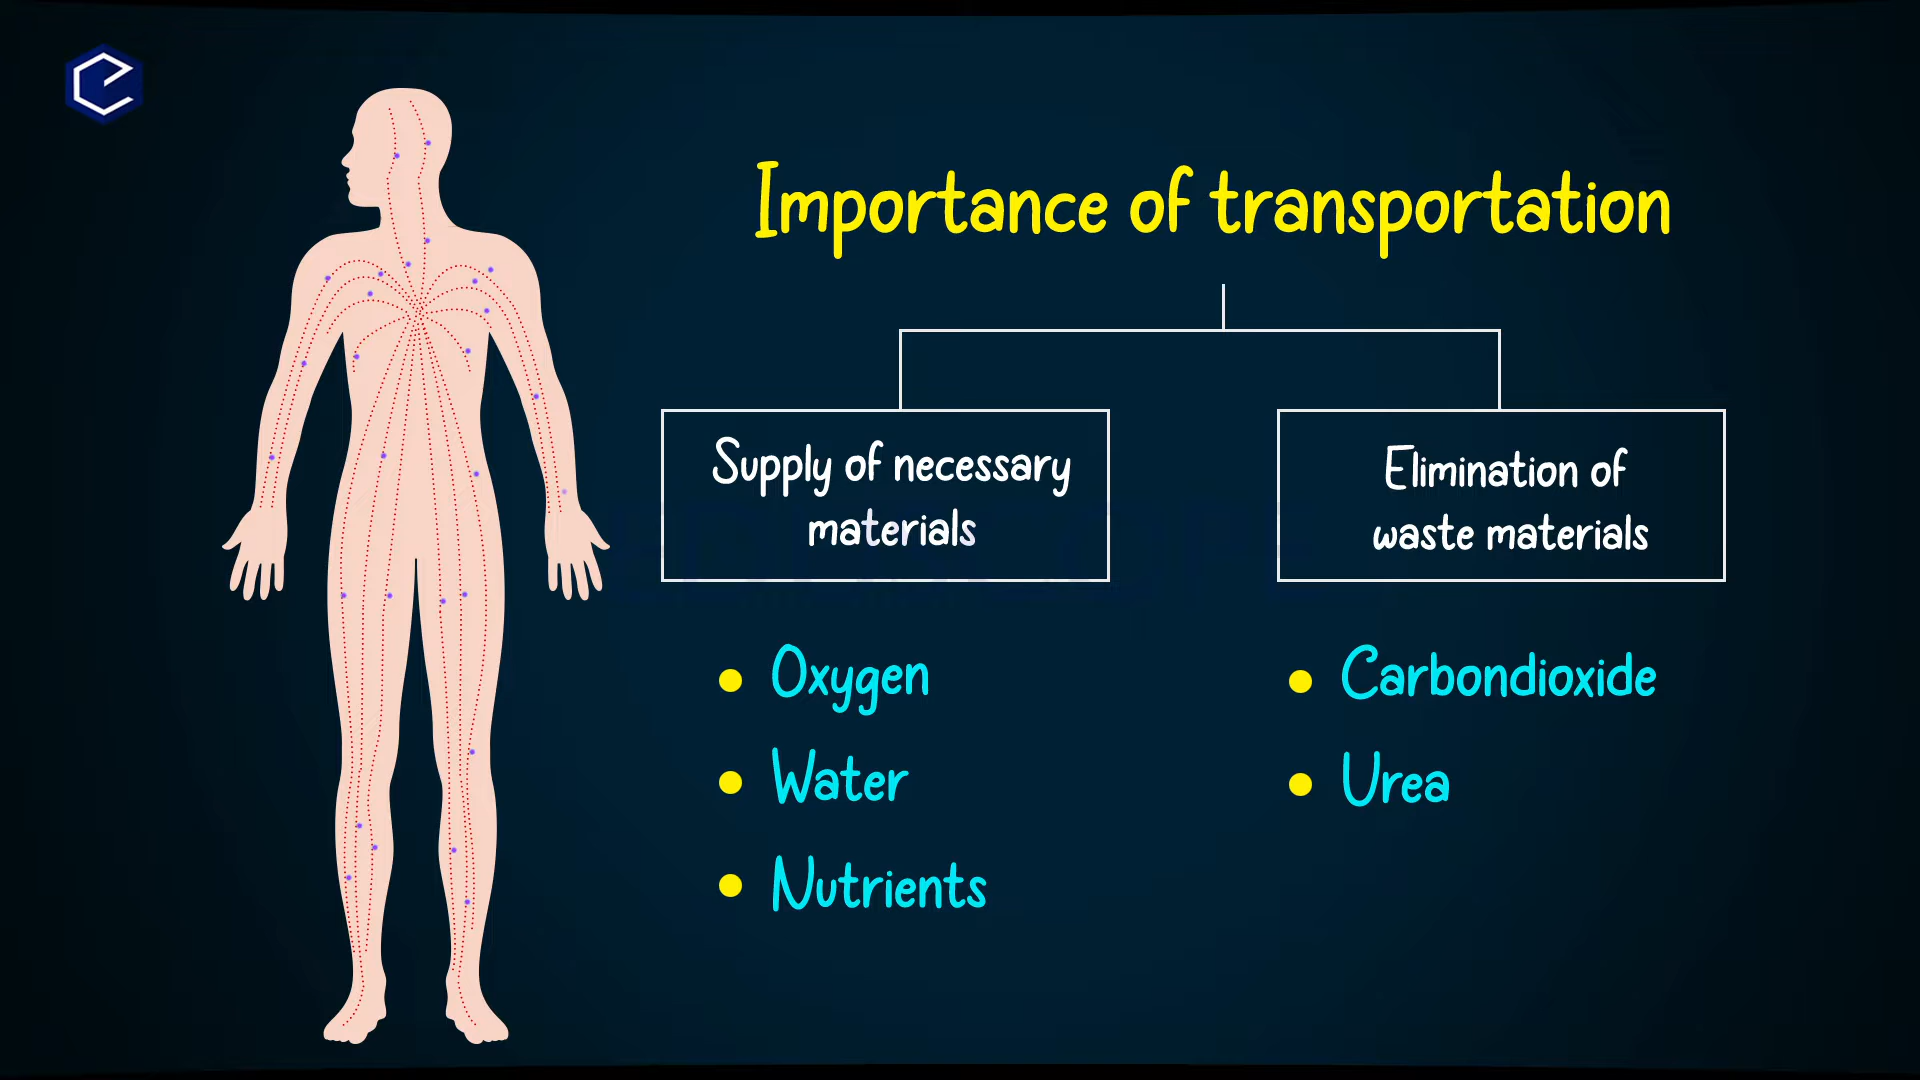 Importance of transportation
Supply of necessary
materials
Elimination of
waste materials
Oxygen
Water
Nutrients
Carbondioxide
Urea